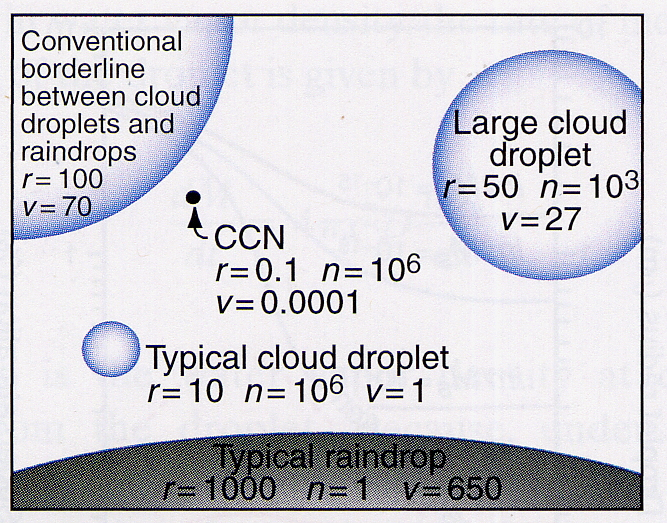 Conventional
borderline
between cloud
droplets and
raindrops
r = 100
v = 70
Large cloud
droplet
r = 50 n = 10³
v = 27
CCN
r = 0.1 n = 10⁶
v = 0.0001
Typical cloud droplet
r = 10 n = 10⁶ v = 1
Typical raindrop
r = 1000 n = 1 v = 650